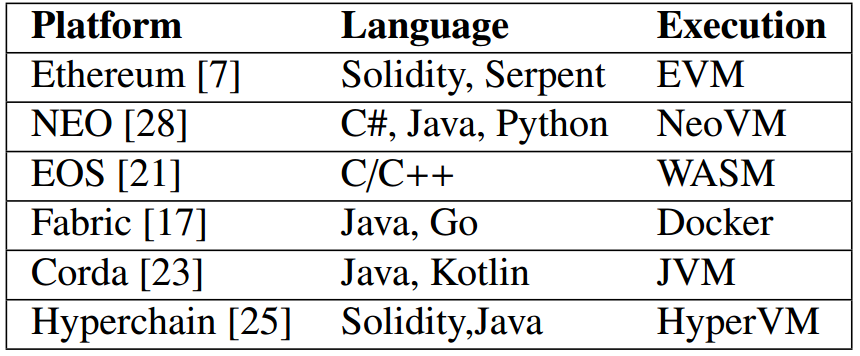 Platform Language Execution
Ethereum [7] Solidity, Serpent EVM
NEO [28] C#, Java, Python NeoVM
EOS [21] C/C++ WASM
Fabric [17] Java, Go Docker
Corda [23] Java, Kotlin JVM
Hyperchain [25] Solidity,Java HyperVM